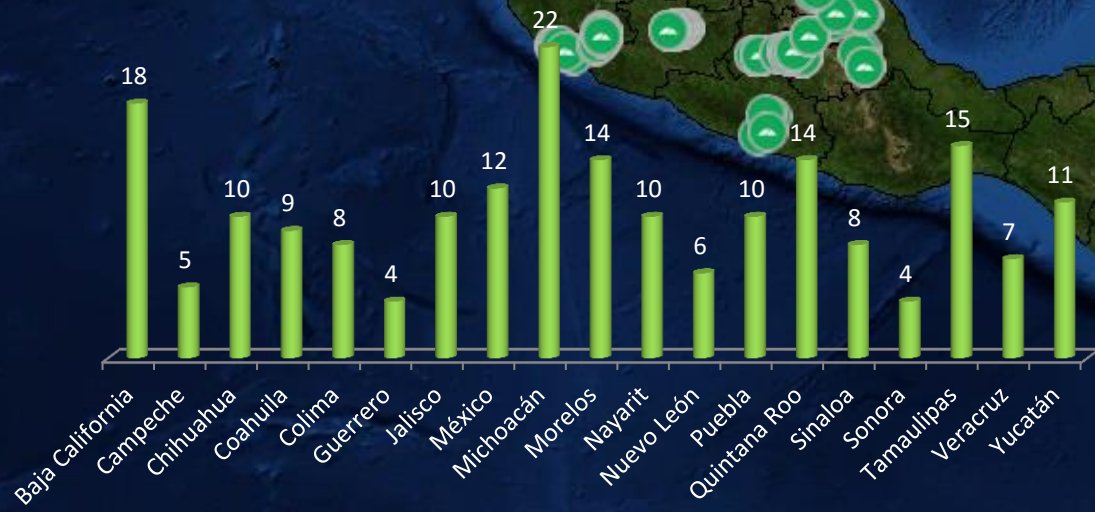 22
18
5
10
9
8
4
10
12
14
10
6
10
14
8
4
15
7
11
Baja California
Campeche
Chihuahua
Coahuila
Colima
Guerrero
Jalisco
México
Michoacán
Morelos
Nayarit
Nuevo León
Puebla
Quintana Roo
Sinaloa
Sonora
Tamaulipas
Veracruz
Yucatán